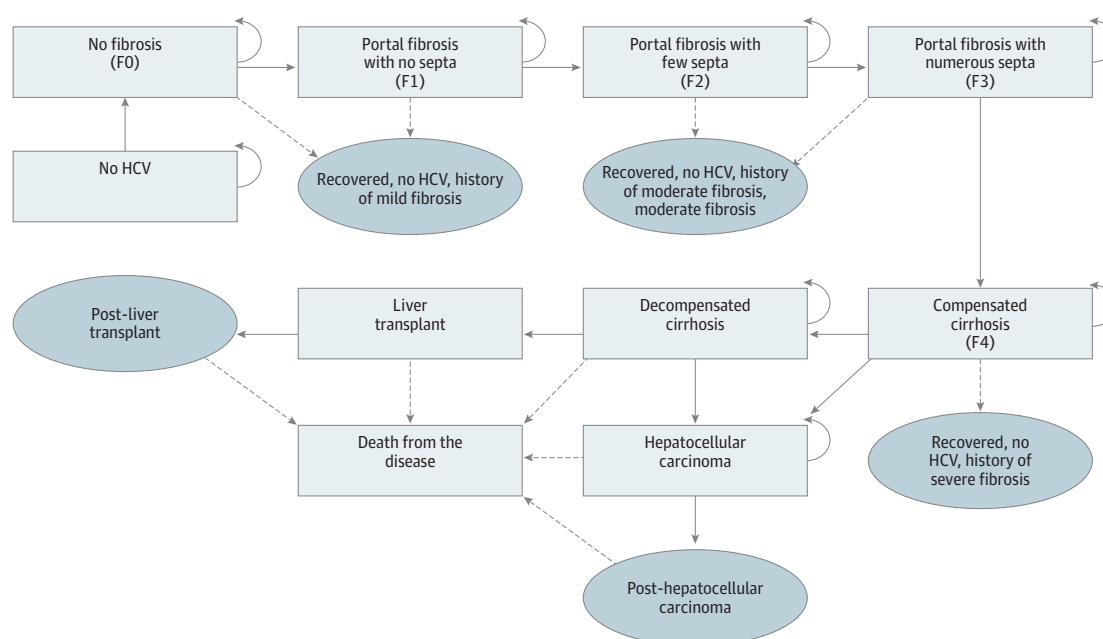 No fibrosis
(F0)
Portal fibrosis
with no septa
(F1)
Portal fibrosis with
few septa
(F2)
Portal fibrosis with
numerous septa
(F3)
No HCV
Recovered, no HCV, history
of mild fibrosis
Recovered, no HCV, history
of moderate fibrosis,
moderate fibrosis
Post-liver
transplant
Liver
transplant
Decompensated
cirrhosis
Compensated
cirrhosis
(F4)
Death from the
disease
Hepatocellular
carcinoma
Recovered, no
HCV, history of
severe fibrosis
Post-hepatocellular
carcinoma